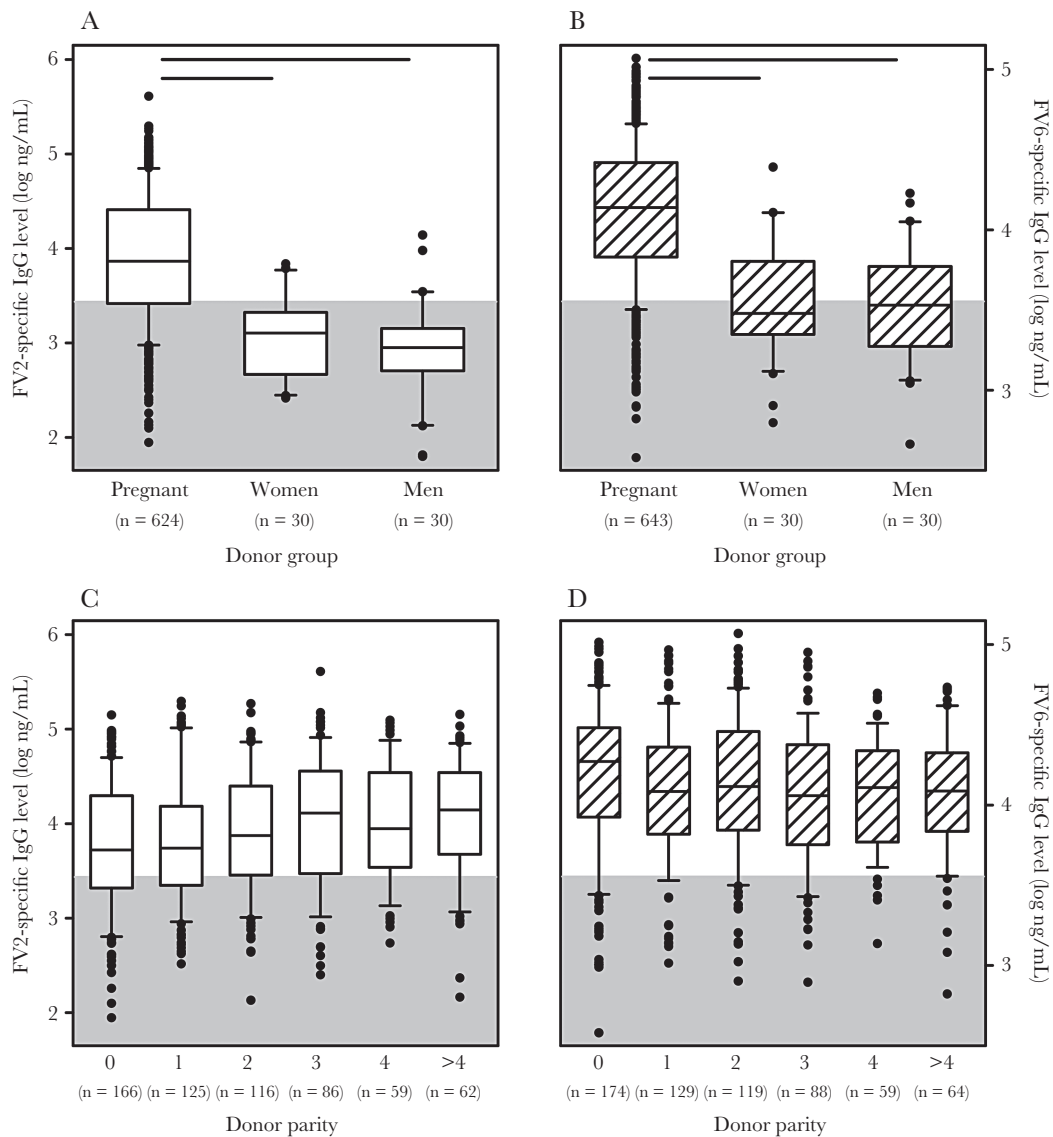 A
B
6
5
4
3
2
FV2-specific IgG level (log ng/mL)
5
4
3
FV6-specific IgG level (log ng/mL)
Pregnant Women Men
(n = 624) (n = 30) (n = 30)
Donor group
Pregnant Women Men
(n = 643) (n = 30) (n = 30)
Donor group
C
D
6
5
4
3
2
FV2-specific IgG level (log ng/mL)
5
4
3
FV6-specific IgG level (log ng/mL)
0 1 2 3 4 >4
(n = 166) (n = 125) (n = 116) (n = 86) (n = 59) (n = 62)
Donor parity
0 1 2 3 4 >4
(n = 174) (n = 129) (n = 119) (n = 88) (n = 59) (n = 64)
Donor parity